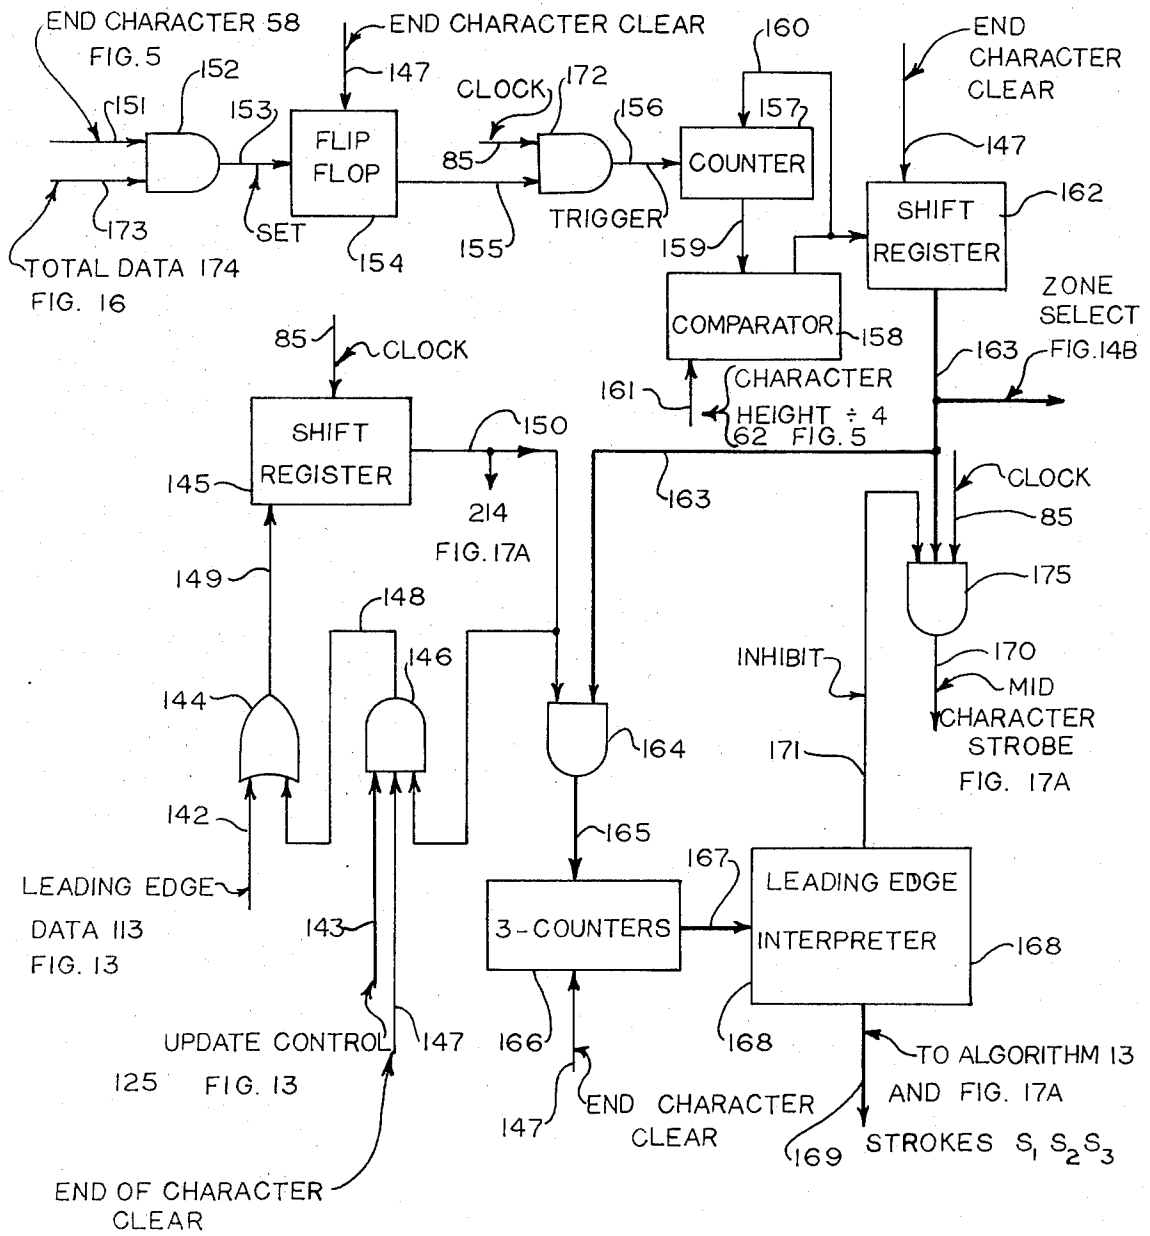 END CHARACTER 58
FIG. 5
152
151
153
173
SET
TOTAL DATA 174
FIG. 16
END CHARACTER CLEAR
147
FLIP
FLOP
154
CLOCK
172
85
155
156
TRIGGER
160
157
COUNTER
159
COMPARATOR
158
161
CHARACTER
HEIGHT ÷ 4
62 FIG. 5
END
CHARACTER
CLEAR
147
162
SHIFT
REGISTER
ZONE
SELECT
FIG. 14B
163
163
85
CLOCK
SHIFT
REGISTER
145
150
214
FIG. 17A
149
148
146
144
142
LEADING EDGE
DATA 113
FIG. 13
143
UPDATE CONTROL
125 FIG. 13
147
END OF CHARACTER
CLEAR
164
165
3-COUNTERS
166
147
END CHARACTER
CLEAR
167
LEADING EDGE
INTERPRETER
168
168
INHIBIT
171
CLOCK
85
175
170
MID
CHARACTER
STROBE
FIG. 17A
TO ALGORITHM 13
AND FIG. 17A
169
STROKES S1 S2 S3